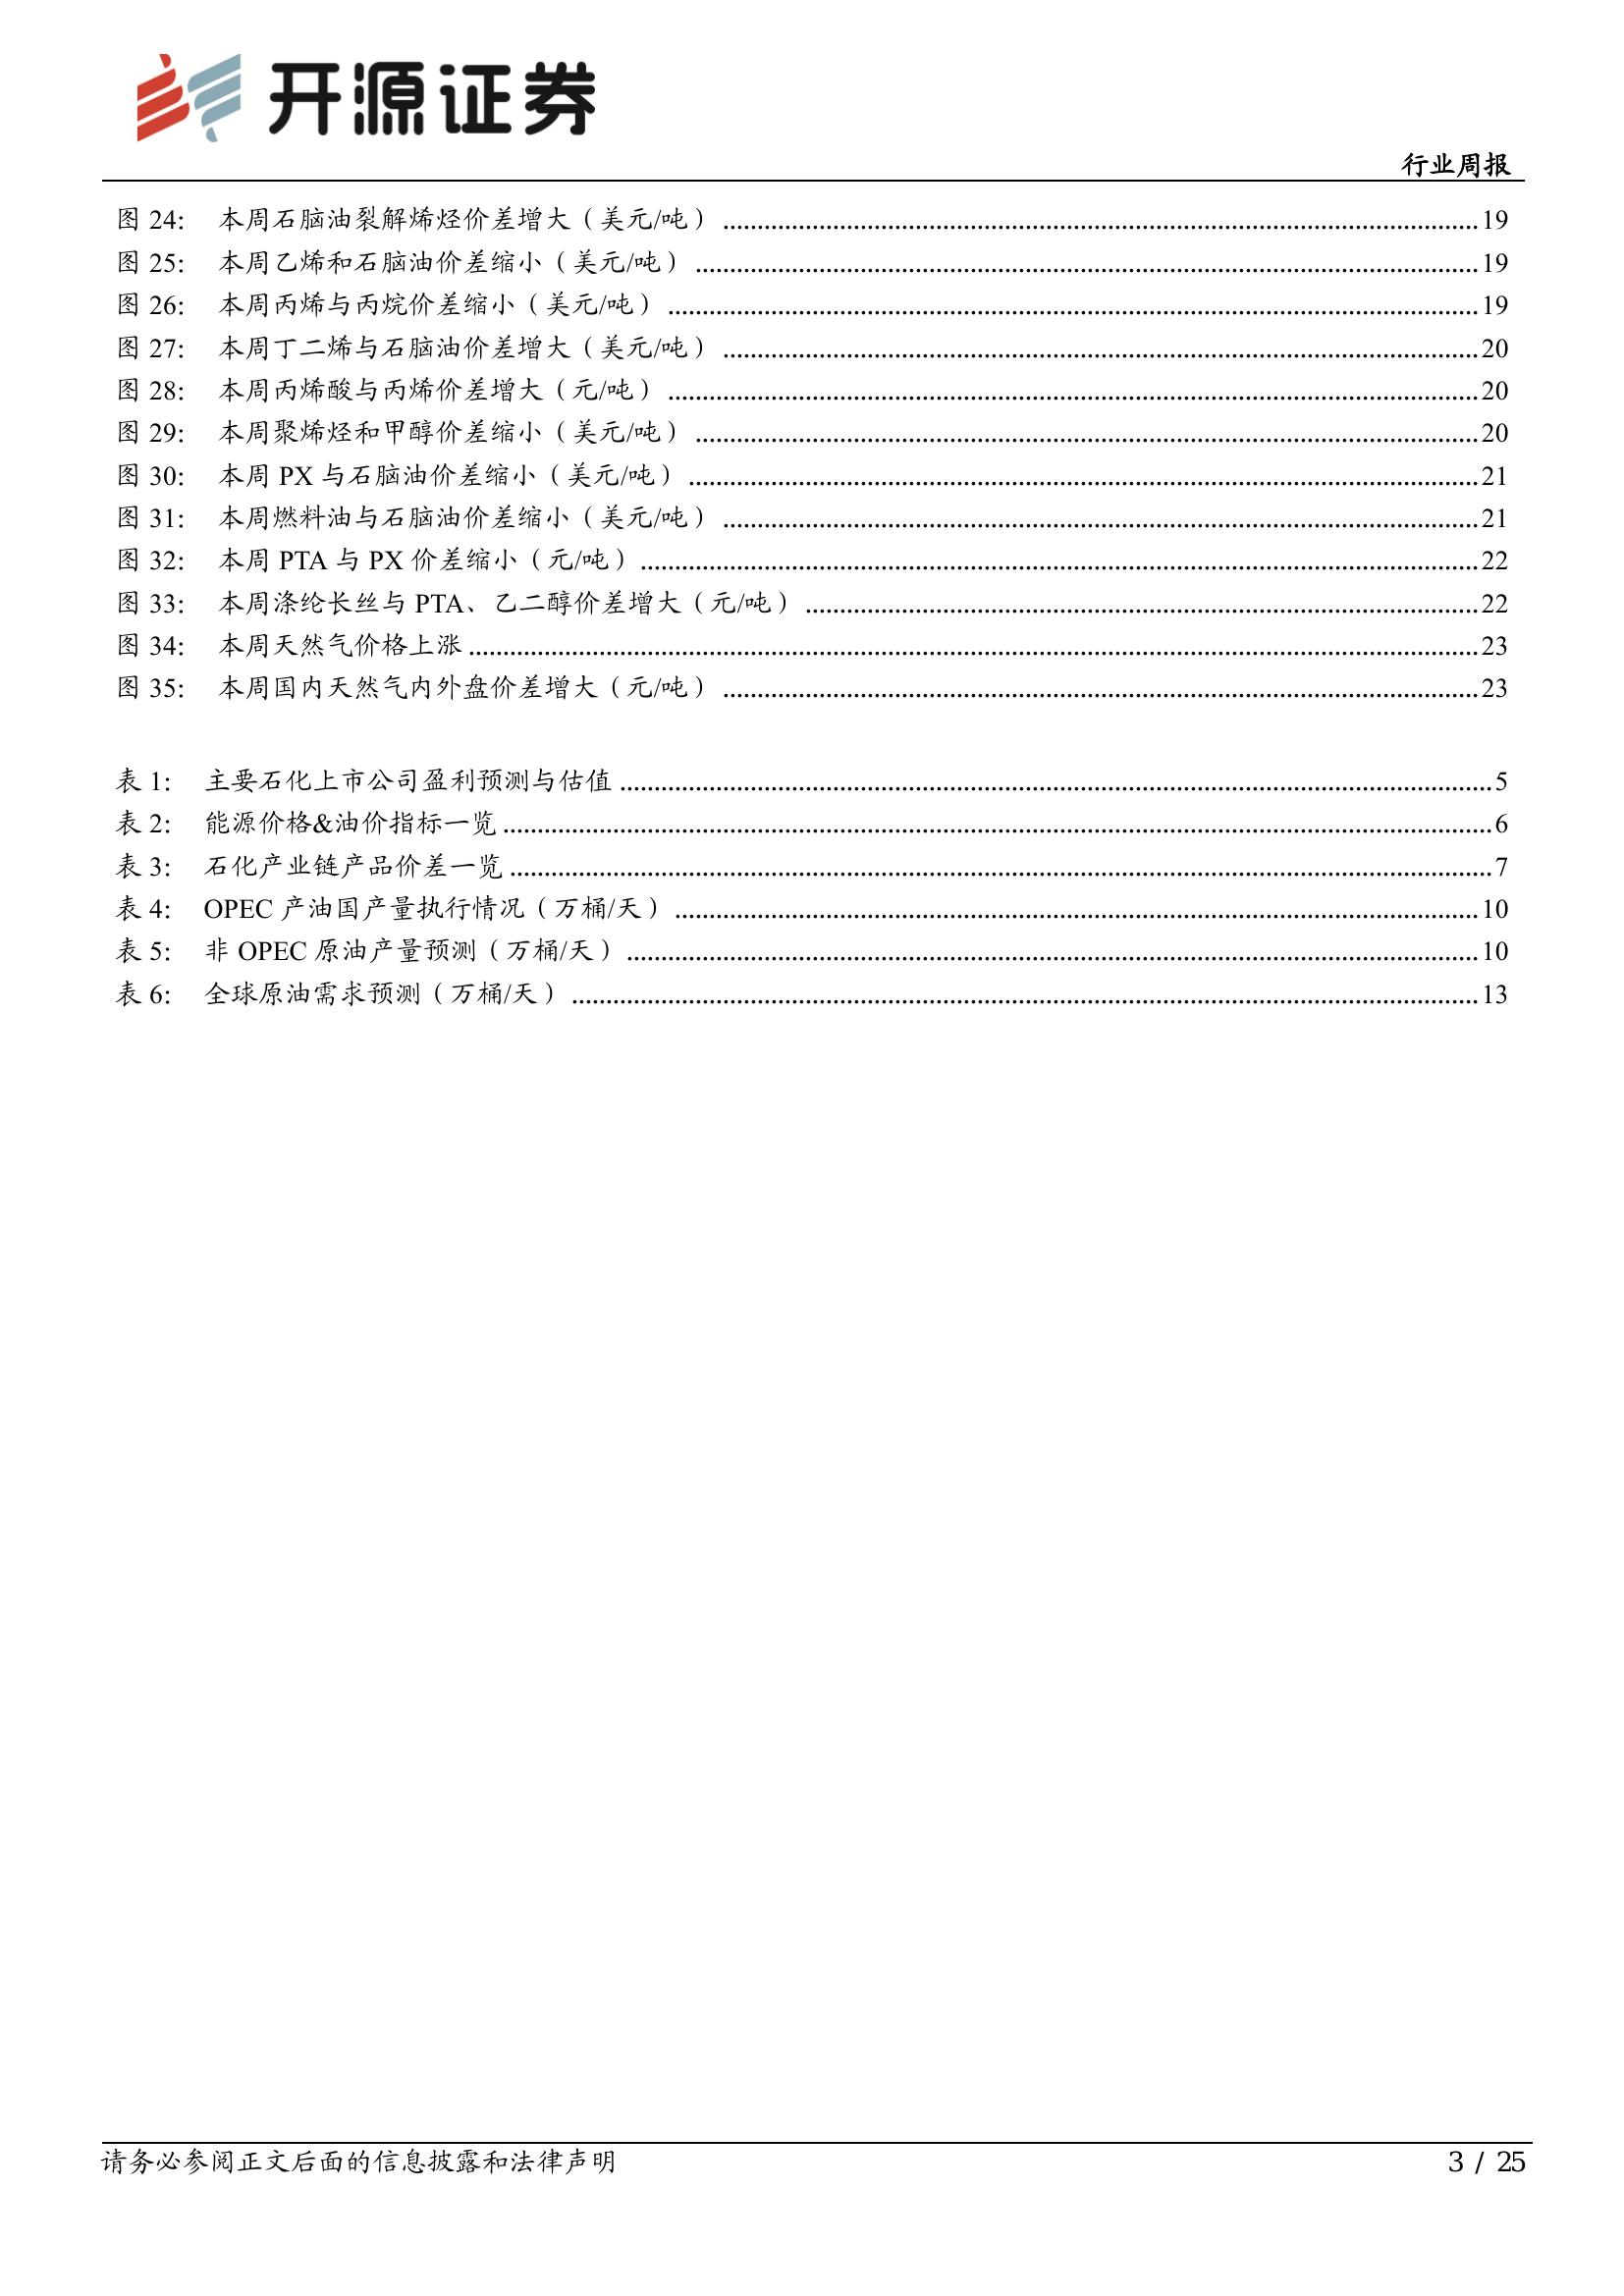 开源证券
行业周报
图 24: 本周石脑油裂解烯烃价差增大（美元/吨）19
图 25: 本周乙烯和石脑油价差缩小（美元/吨）19
图 26: 本周丙烯与丙烷价差缩小（美元/吨）19
图 27: 本周丁二烯与石脑油价差增大（美元/吨）20
图 28: 本周丙烯酸与丙烯价差增大（元/吨）20
图 29: 本周聚烯烃和甲醇价差缩小（美元/吨）20
图 30: 本周 PX 与石脑油价差缩小（美元/吨）21
图 31: 本周燃料油与石脑油价差缩小（美元/吨）21
图 32: 本周 PTA 与 PX 价差缩小（元/吨）22
图 33: 本周涤纶长丝与 PTA、乙二醇价差增大（元/吨）22
图 34: 本周天然气价格上涨 23
图 35: 本周国内天然气内外盘价差增大（元/吨）23
表 1: 主要石化上市公司盈利预测与估值 5
表 2: 能源价格&油价指标一览 6
表 3: 石化产业链产品价差一览 7
表 4: OPEC 产油国产量执行情况（万桶/天）10
表 5: 非 OPEC 原油产量预测（万桶/天）10
表 6: 全球原油需求预测（万桶/天）13
请务必参阅正文后面的信息披露和法律声明
3 / 25